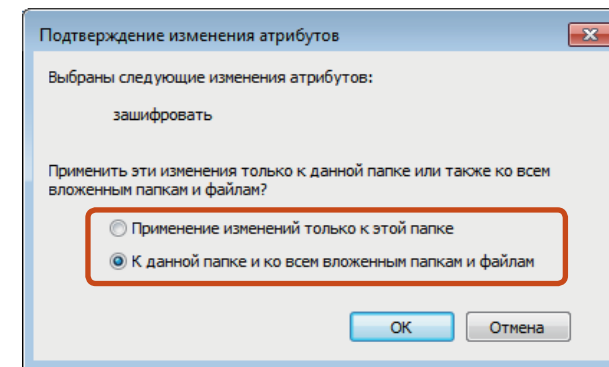 Подтверждение изменения атрибутов
Выбраны следующие изменения атрибутов:
зашифровать
Применить эти изменения только к данной папке или также ко всем
вложенным папкам и файлам?
Применение изменений только к этой папке
К данной папке и ко всем вложенным папкам и файлам
ОК
Отмена